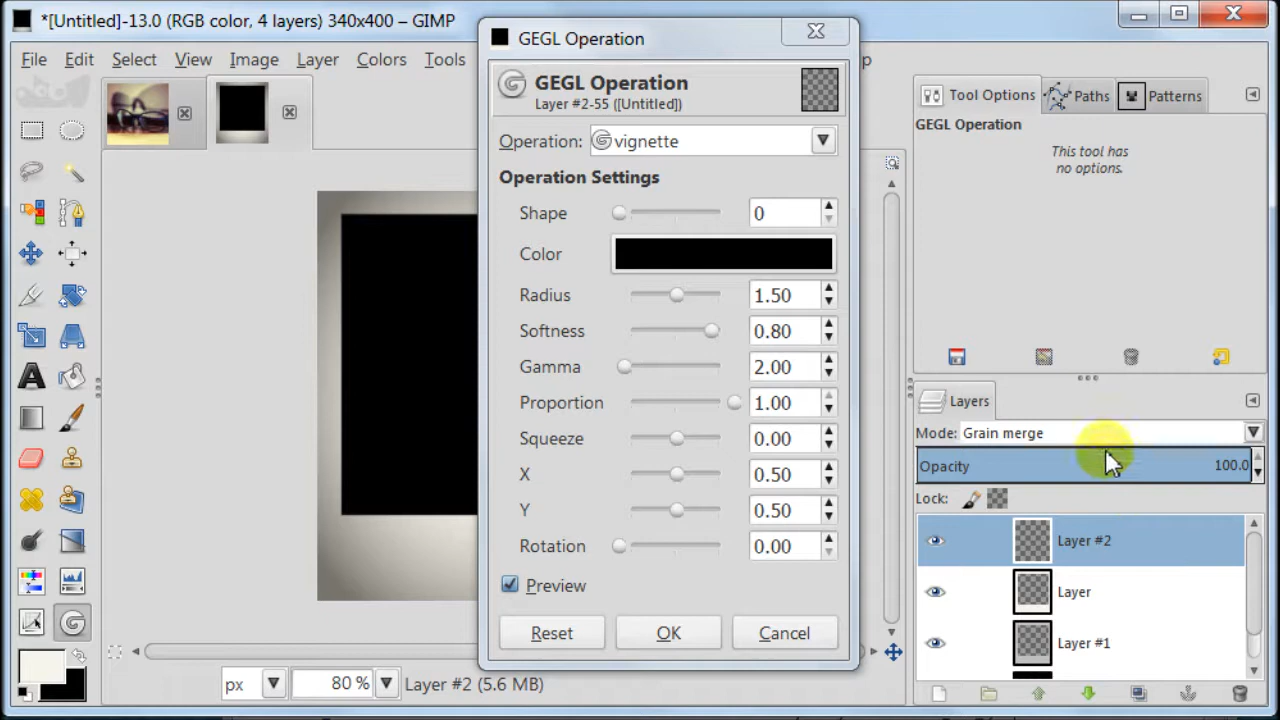 *[Untitled]-13.0 (RGB color, 4 layers) 340x400 – GIMP
File Edit Select View Image Layer Colors Tools
GEGL Operation
GEGL Operation
Layer #2-55 ([Untitled])
Operation: vignette
Operation Settings
Shape 0
Color
Radius 1.50
Softness 0.80
Gamma 2.00
Proportion 1.00
Squeeze 0.00
X 0.50
Y 0.50
Rotation 0.00
Preview
Reset OK Cancel
px 80 % Layer #2 (5.6 MB)
Tool Options Paths Patterns
GEGL Operation
This tool has
no options.
Layers
Mode: Grain merge
Opacity 100.0
Lock:
Layer #2
Layer
Layer #1